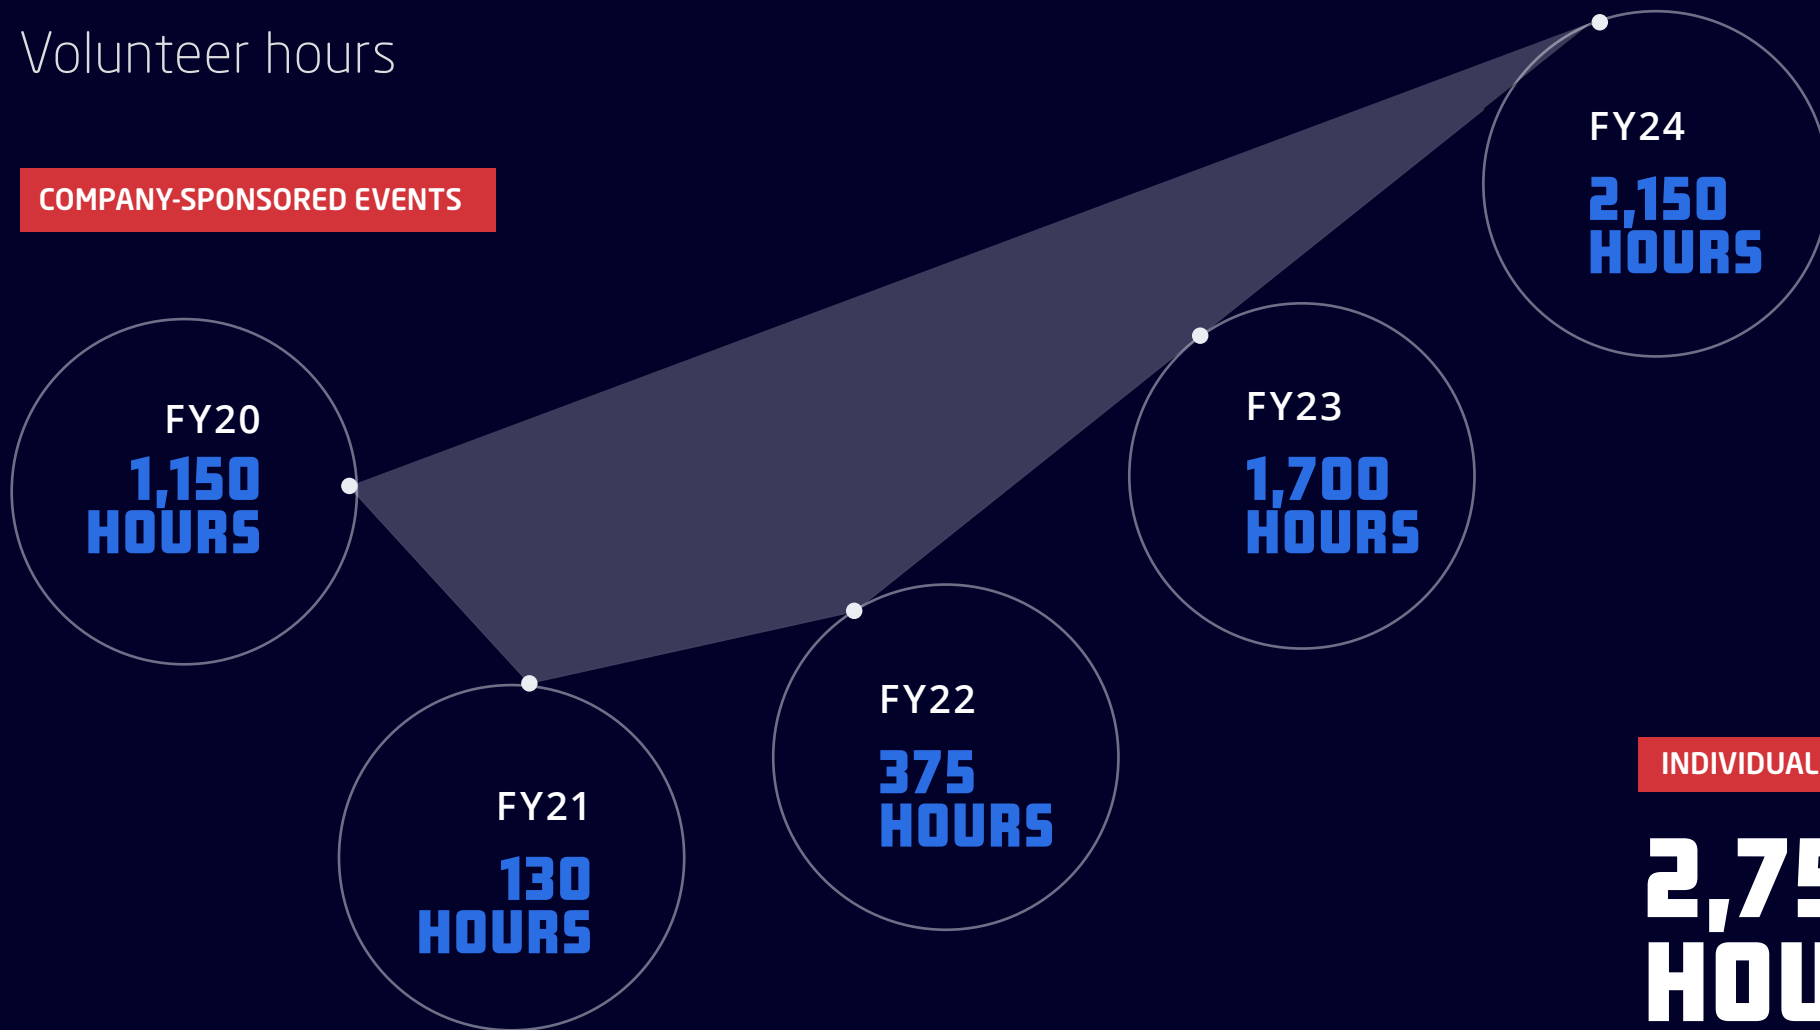 Volunteer hours
COMPANY-SPONSORED EVENTS
FY20
1,150
HOURS
FY21
130
HOURS
FY22
375
HOURS
FY23
1,700
HOURS
FY24
2,150
HOURS
INDIVIDUAL